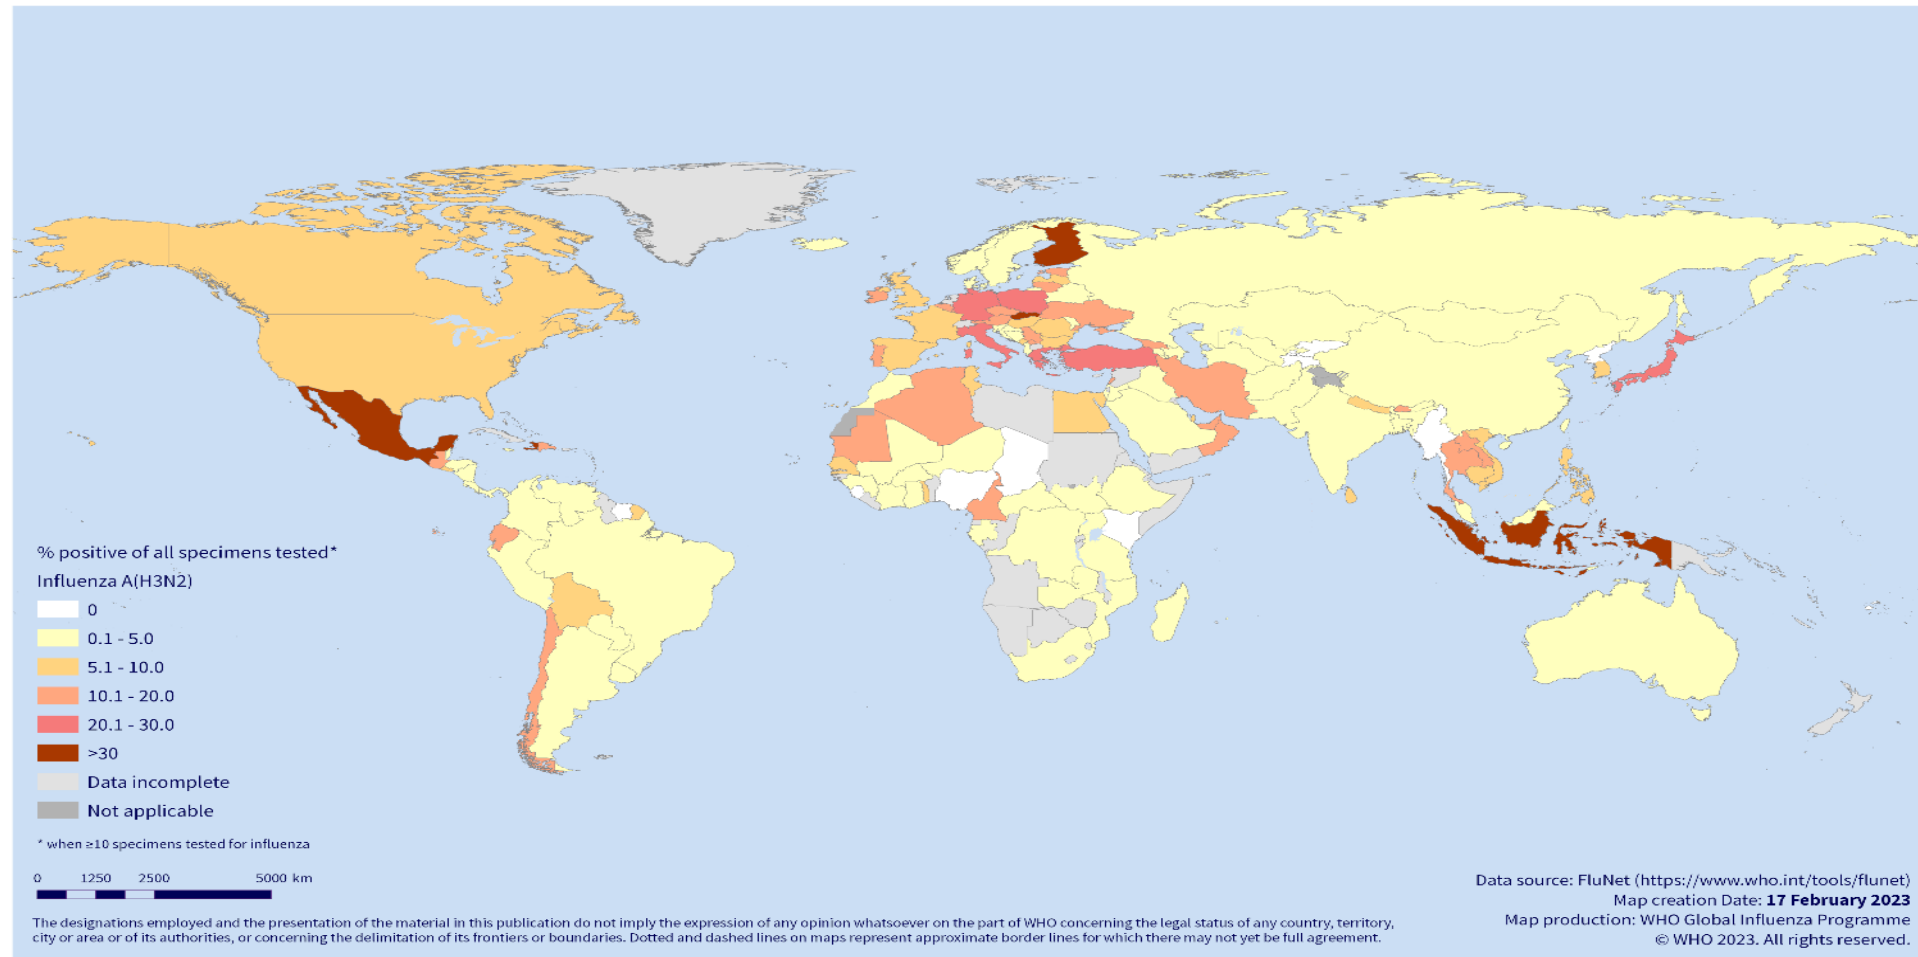 % positive of all specimens tested*
Influenza A(H3N2)
0
0.1 - 5.0
5.1 - 10.0
10.1 - 20.0
20.1 - 30.0
>30
Data incomplete
Not applicable
* when ≥10 specimens tested for influenza
0 1250 2500 5000 km
Data source: FluNet (https://www.who.int/tools/flunet)
Map creation Date: 17 February 2023
Map production: WHO Global Influenza Programme
© WHO 2023. All rights reserved.
The designations employed and the presentation of the material in this publication do not imply the expression of any opinion whatsoever on the part of WHO concerning the legal status of any country, territory,
city or area or of its authorities, or concerning the delimitation of its frontiers or boundaries. Dotted and dashed lines on maps represent approximate border lines for which there may not yet be full agreement.